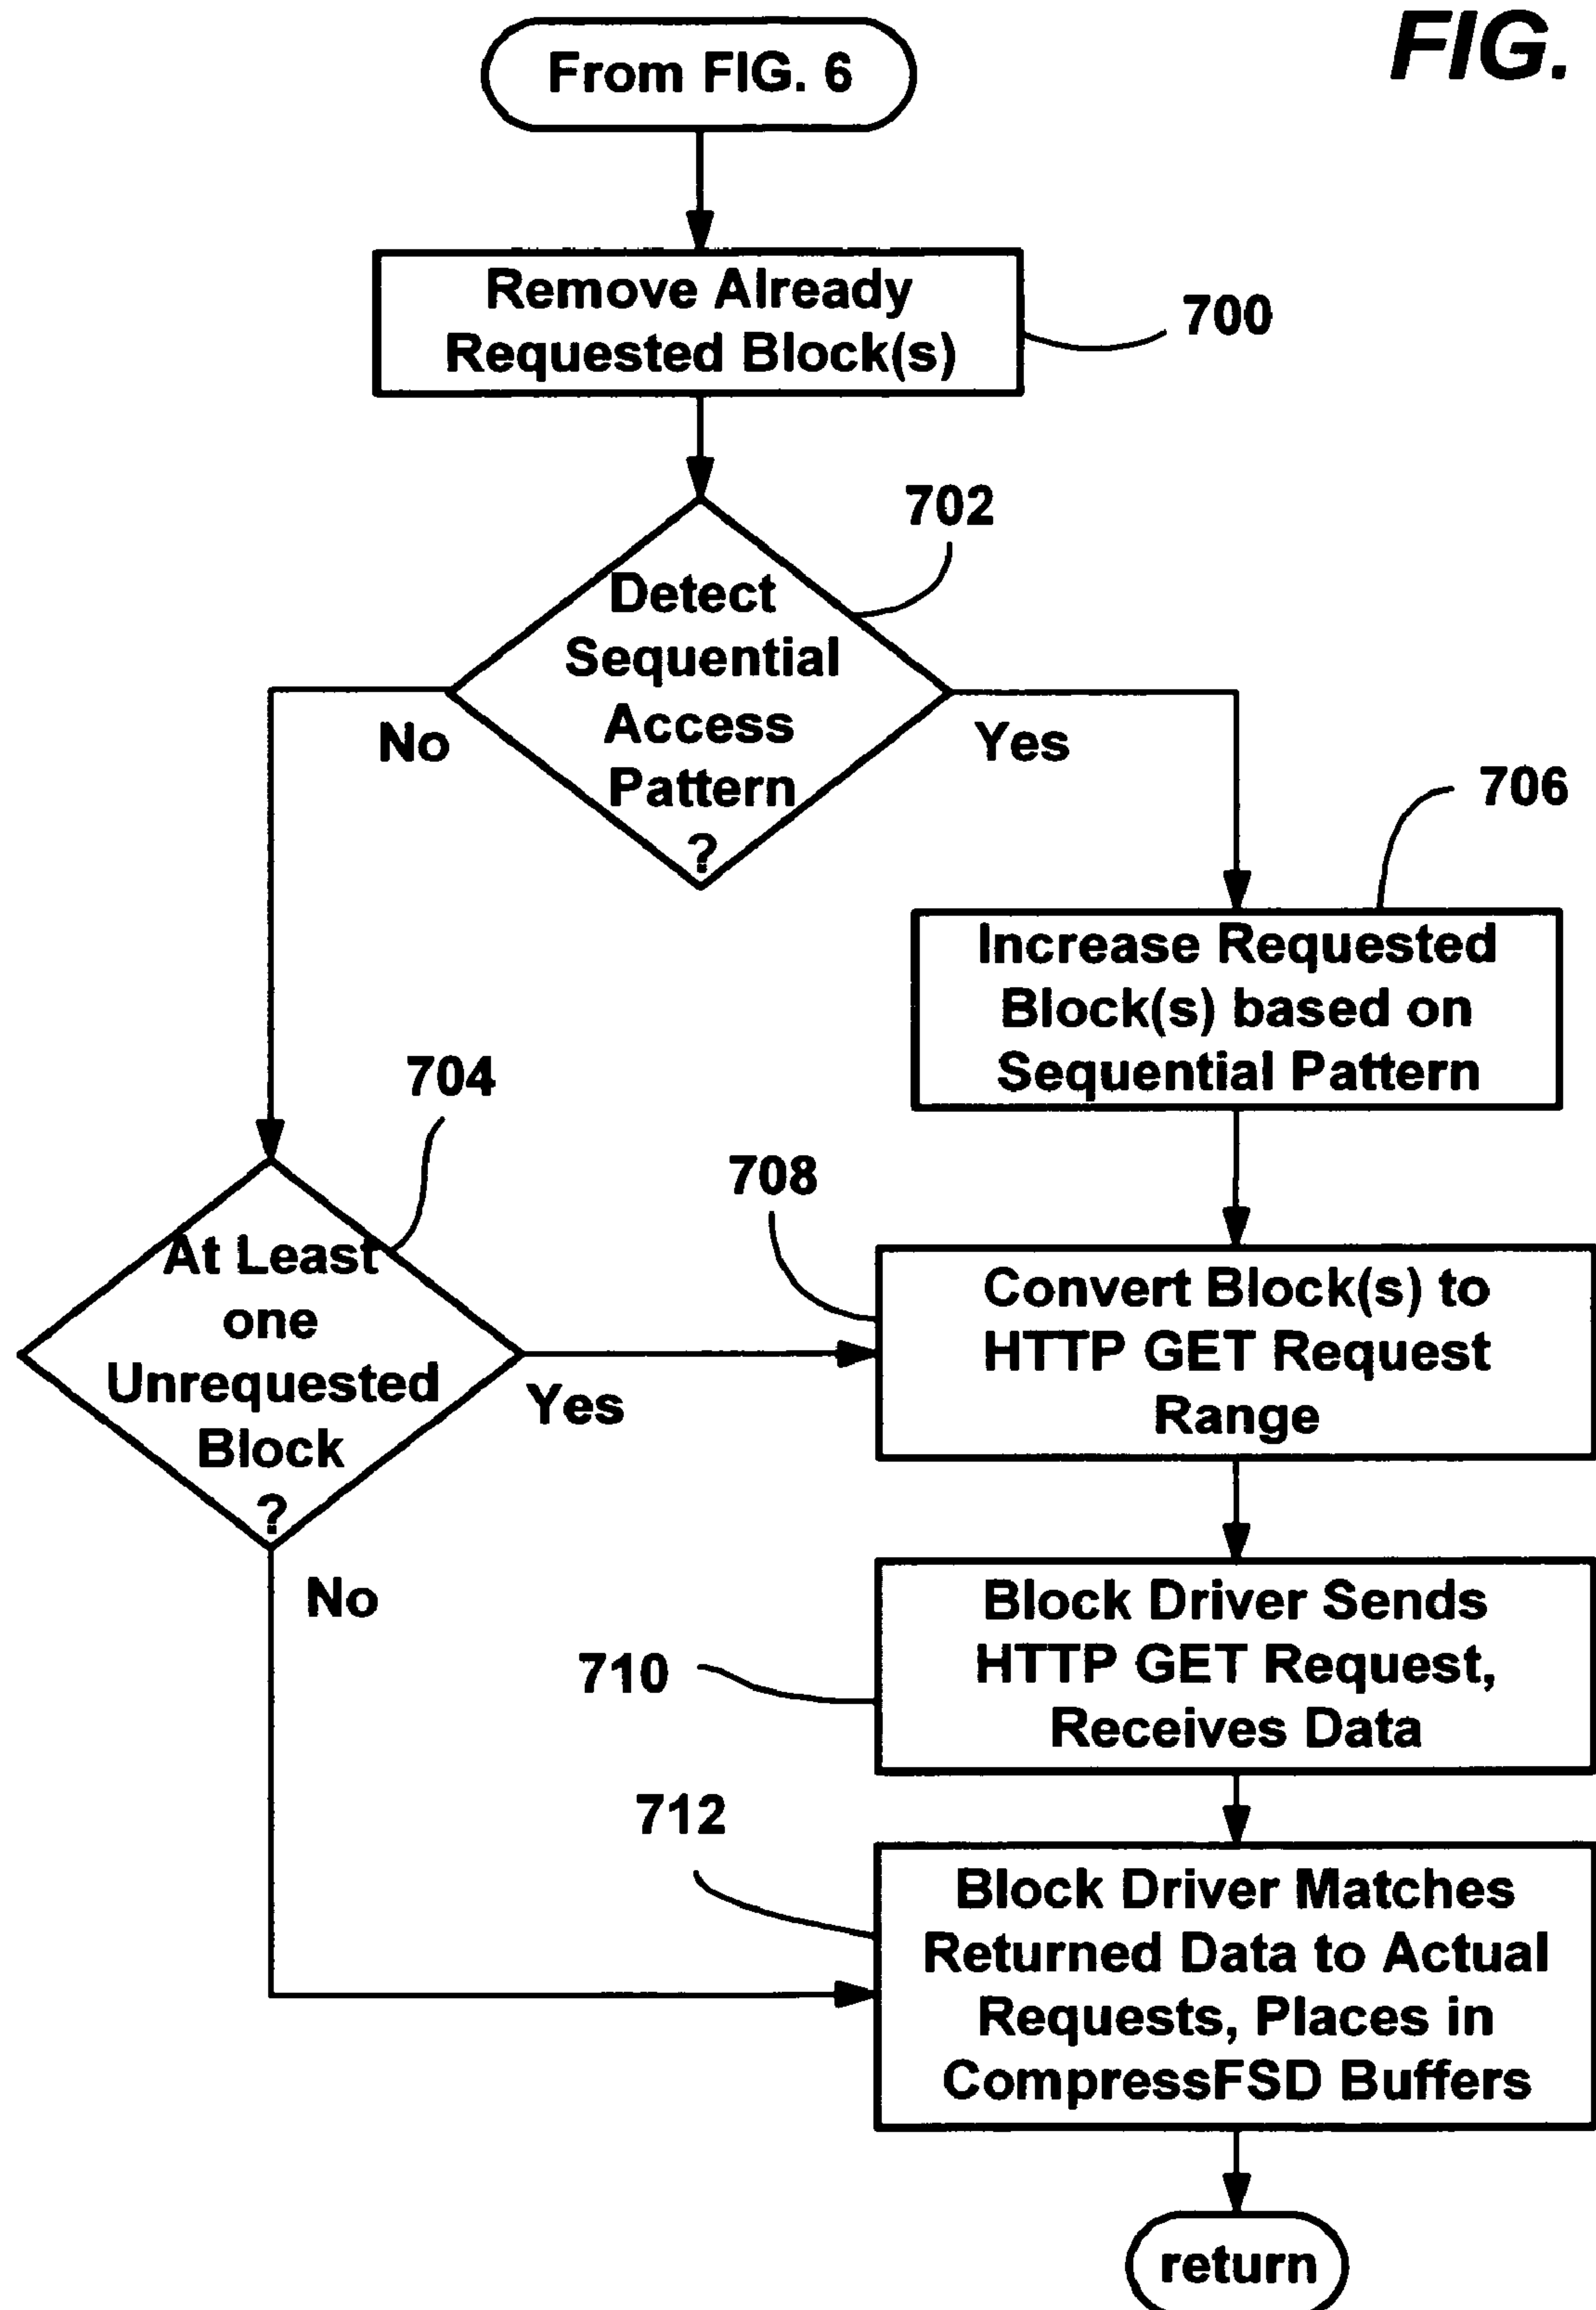 FIG.
From FIG. 6
Remove Already
Requested Block(s)
700
702
Detect
Sequential
Access
Pattern
?
No
Yes
706
Increase Requested
Block(s) based on
Sequential Pattern
704
708
At Least
one
Unrequested
Block
?
Yes
No
Convert Block(s) to
HTTP GET Request
Range
Block Driver Sends
HTTP GET Request,
Receives Data
710
712
Block Driver Matches
Returned Data to Actual
Requests, Places in
CompressFSD Buffers
return